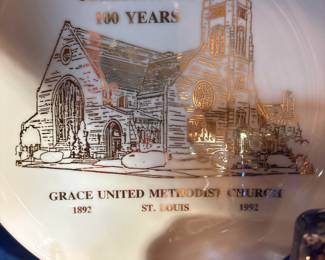 100 YEARS
GRACE UNITED METHODIST CHURCH
1892 ST. LOUIS 1992